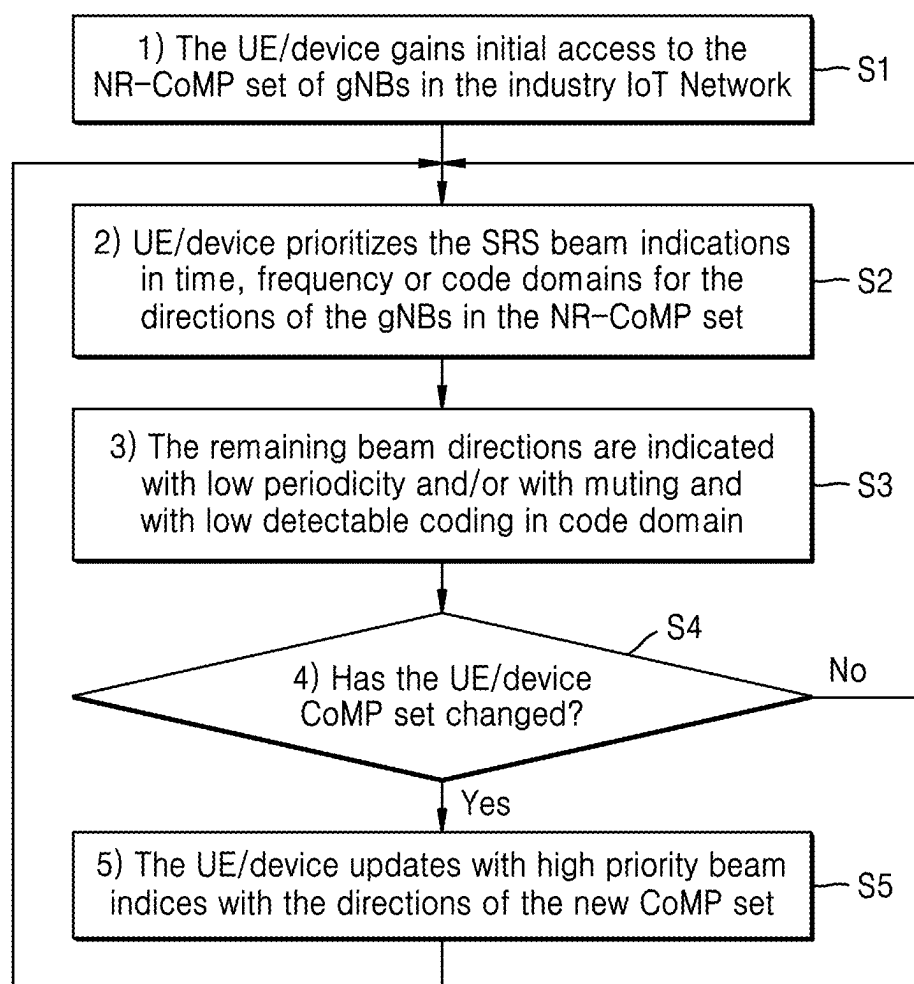 1) The UE/device gains initial access to the
NR-CoMP set of gNBs in the industry IoT Network
S1
2) UE/device prioritizes the SRS beam indications
in time, frequency or code domains for the
directions of the gNBs in the NR-CoMP set
S2
3) The remaining beam directions are indicated
with low periodicity and/or with muting and
with low detectable coding in code domain
S3
S4
4) Has the UE/device
CoMP set changed?
No
Yes
5) The UE/device updates with high priority beam
indices with the directions of the new CoMP set
S5